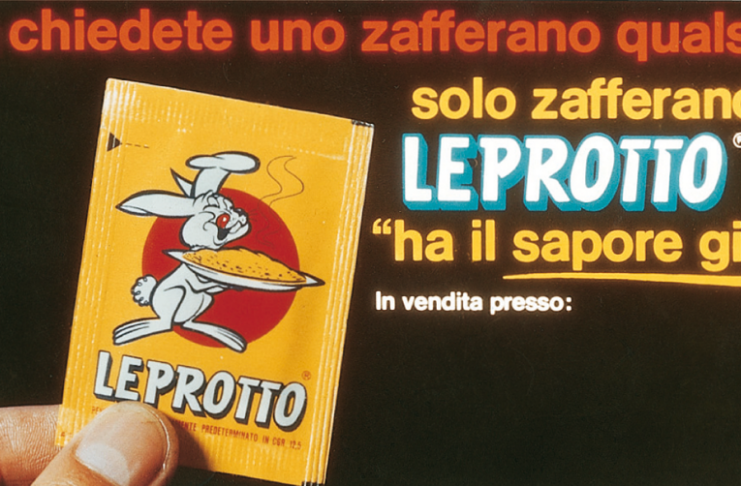 chiedete uno zafferano quals
solo zafferano
LEPROTTO®
“ha il sapore gi
In vendita presso:
LEPROTTO®
PREDETERMINATO IN CGR 12,5